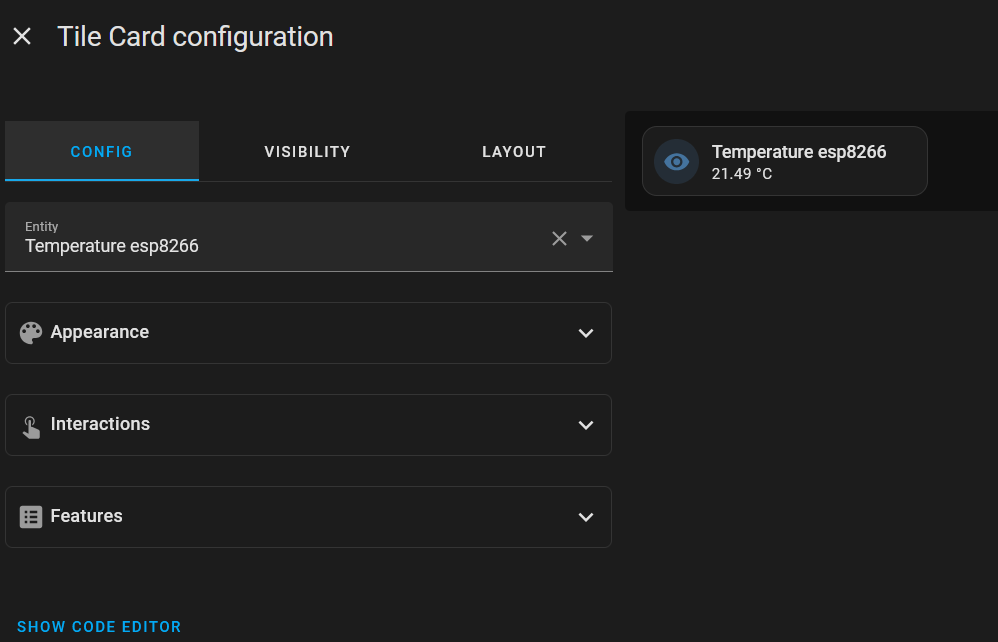 Tile Card configuration
CONFIG
VISIBILITY
LAYOUT
Entity
Temperature esp8266
Appearance
Interactions
Features
SHOW CODE EDITOR
Temperature esp8266
21.49 °C